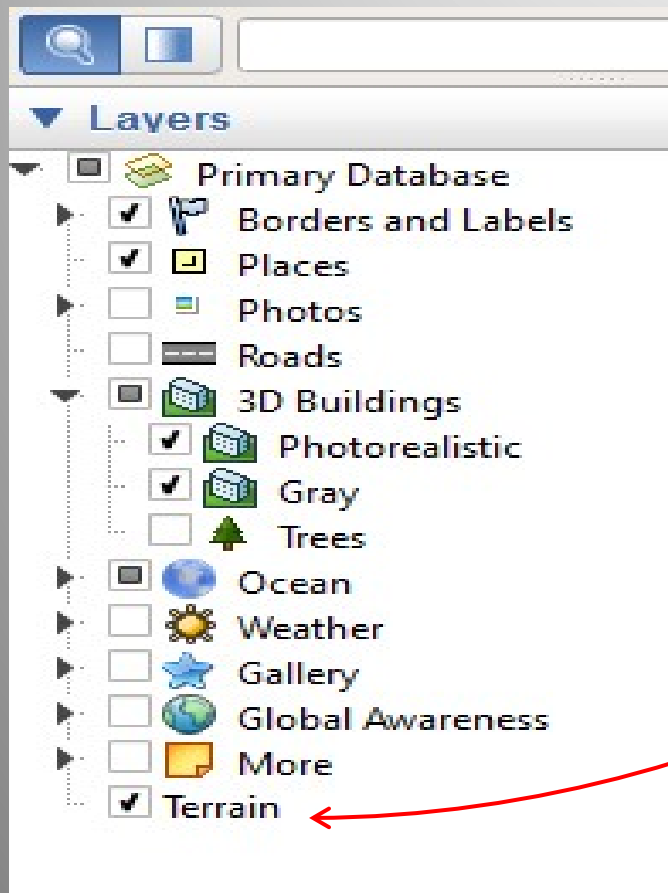 Layers
Primary Database
Borders and Labels
Places
Photos
Roads
3D Buildings
Photorealistic
Gray
Trees
Ocean
Weather
Gallery
Global Awareness
More
Terrain